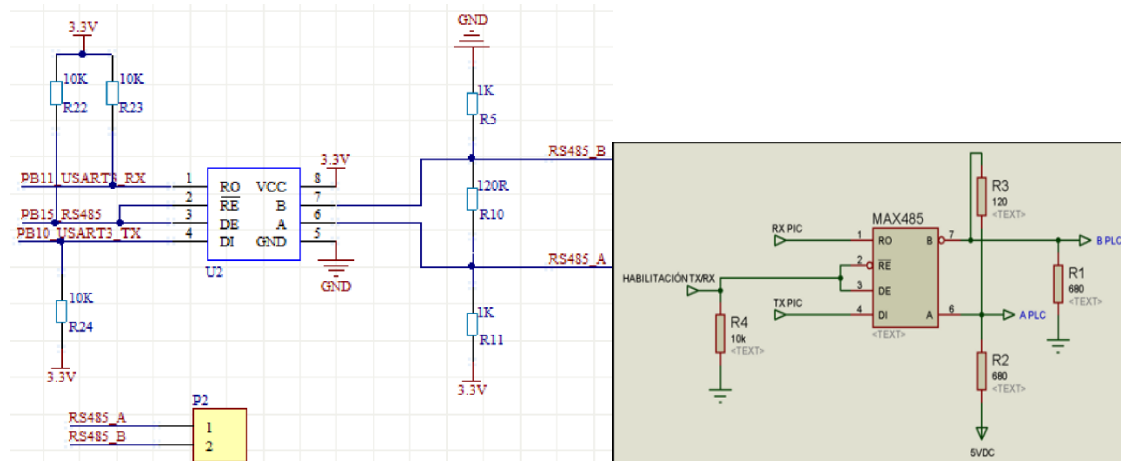 3.3V
10K
R22
10K
R23
PB11_USART3_RX
PB15_RS485
PB10_USART3_TX
1
2
3
4
RO
RE
DE
DI
VCC
B
A
GND
8
7
6
5
U2
3.3V
GND
10K
R24
3.3V
GND
1K
R5
RS485_B
120R
R10
RS485_A
1K
R11
3.3V
P2
RS485_A
1
RS485_B
2
MAX485
RX PIC
1
RO
B
7
B PLC
2
RE
HABILITACIÓN TX/RX
3
DE
TX PIC
4
DI
A
6
A PLC
<TEXT>
R3
120
<TEXT>
R1
680
<TEXT>
R4
10k
<TEXT>
R2
680
<TEXT>
5VDC